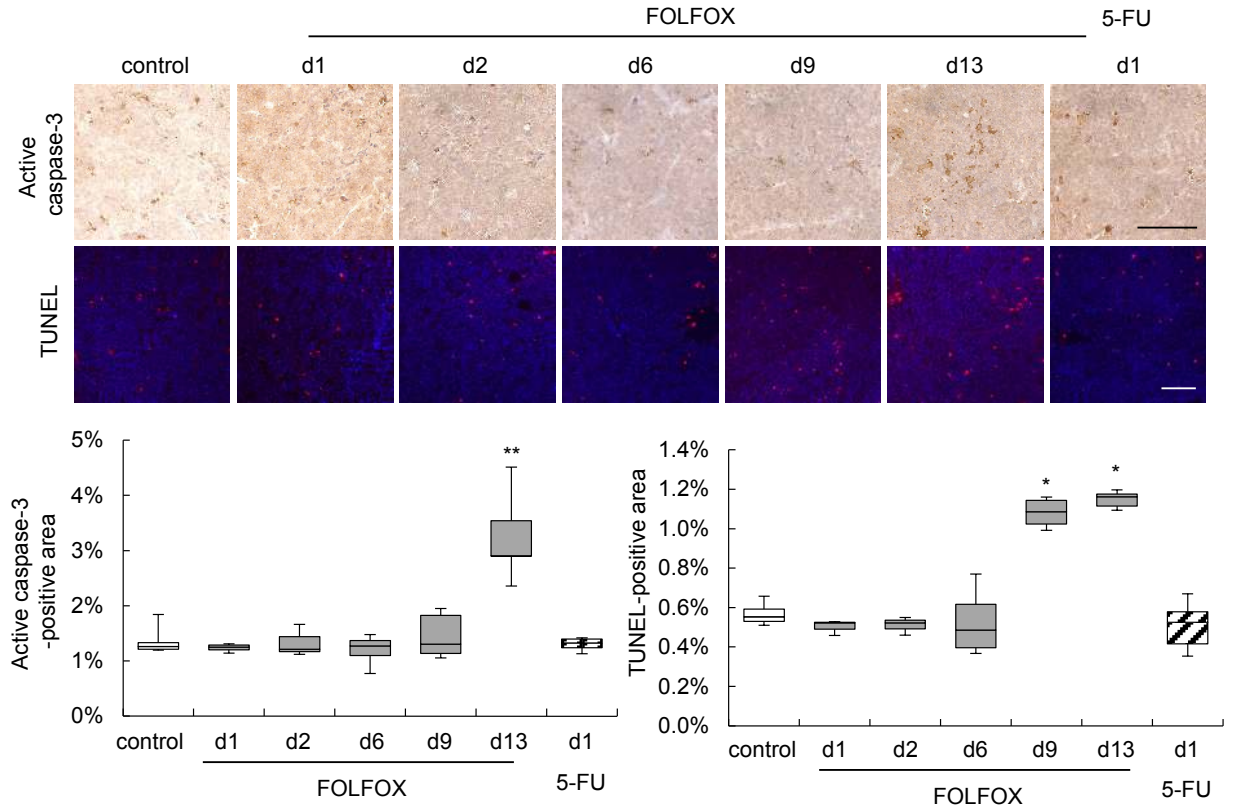 FOLFOX 5-FU
control d1 d2 d6 d9 d13 d1
Active
caspase-3
TUNEL
Active caspase-3
-positive area
5%
4%
3%
2%
1%
0%
**
control d1 d2 d6 d9 d13 d1
FOLFOX 5-FU
TUNEL-positive area
1.4%
1.2%
1.0%
0.8%
0.6%
0.4%
0.2%
0.0%
* *
control d1 d2 d6 d9 d13 d1
FOLFOX 5-FU